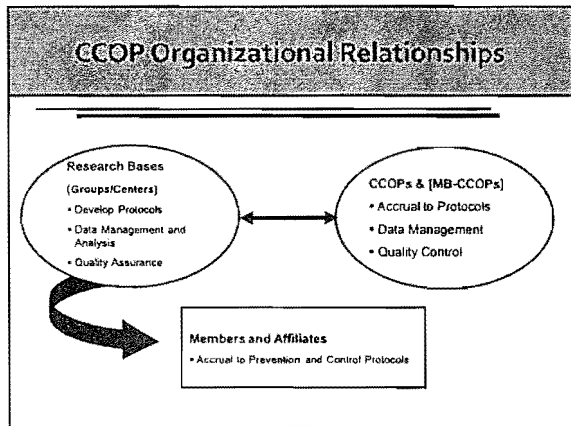 CCOP Organizational Relationships
Research Bases
(Groups/Centers)
• Develop Protocols
• Data Management and
Analysis
• Quality Assurance
CCOPs & [MB-CCOPs]
• Accrual to Protocols
• Data Management
• Quality Control
Members and Affiliates
• Accrual to Prevention and Control Protocols